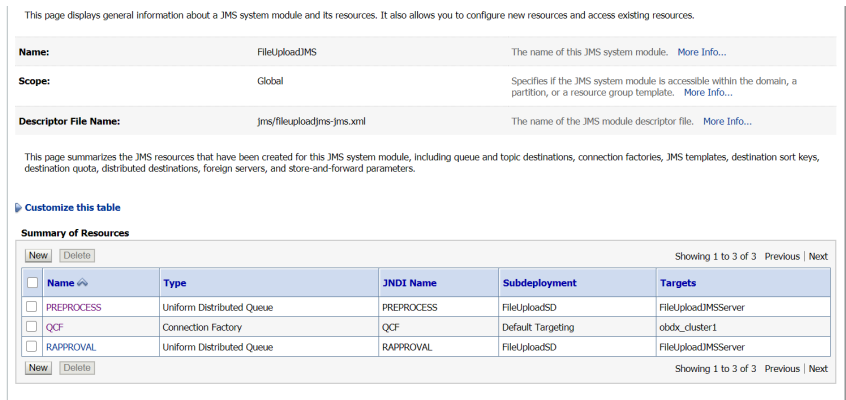 This page displays general information about a JMS system module and its resources. It also allows you to configure new resources and access existing resources.
Name: FileUploadJMS The name of this JMS system module. More Info...
Scope: Global Specifies if the JMS system module is accessible within the domain, a
partition, or a resource group template. More Info...
Descriptor File Name: jms/fileuploadjms-jms.xml The name of the JMS module descriptor file. More Info...
This page summarizes the JMS resources that have been created for this JMS system module, including queue and topic destinations, connection factories, JMS templates, destination sort keys,
destination quota, distributed destinations, foreign servers, and store-and-forward parameters.
Customize this table
Summary of Resources
New Delete Showing 1 to 3 of 3 Previous | Next
Name Type JNDI Name Subdeployment Targets
PREPROCESS Uniform Distributed Queue PREPROCESS FileUploadSD FileUploadJMSServer
QCF Connection Factory QCF Default Targeting obdx_cluster1
RAPPROVAL Uniform Distributed Queue RAPPROVAL FileUploadSD FileUploadJMSServer
New Delete Showing 1 to 3 of 3 Previous | Next